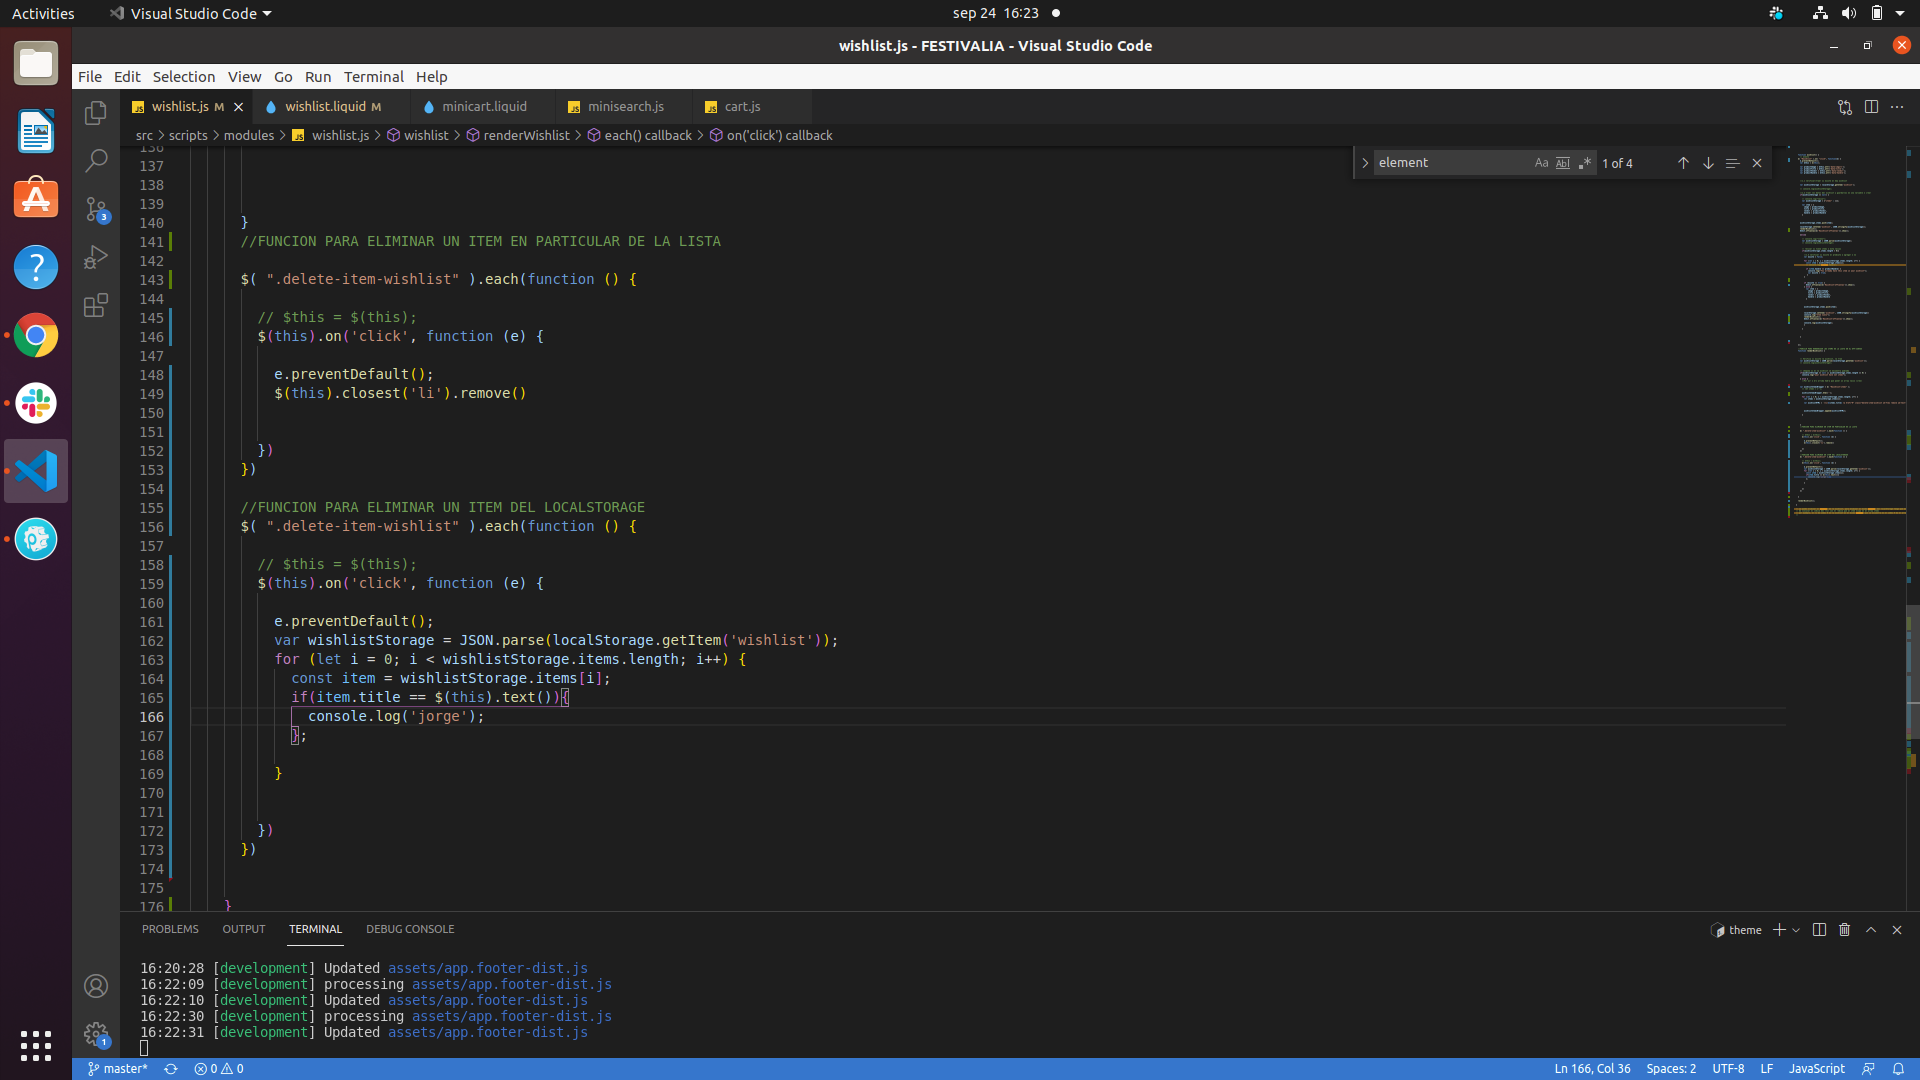 Activities
Visual Studio Code
sep 24 16:23
wishlist.js - FESTIVALIA - Visual Studio Code
File Edit Selection View Go Run Terminal Help
wishlist.js M
wishlist.liquid M
minicart.liquid
minisearch.js
cart.js
src > scripts > modules > wishlist.js > wishlist > renderWishlist > each() callback > on('click') callback
element
Aa Abl .* 1 of 4
136
137
138
139
140 }
141 //FUNCION PARA ELIMINAR UN ITEM EN PARTICULAR DE LA LISTA
142
143 $( ".delete-item-wishlist" ).each(function () {
144
145 // $this = $(this);
146 $(this).on('click', function (e) {
147
148 e.preventDefault();
149 $(this).closest('li').remove()
150
151
152 })
153 })
154
155 //FUNCION PARA ELIMINAR UN ITEM DEL LOCALSTORAGE
156 $( ".delete-item-wishlist" ).each(function () {
157
158 // $this = $(this);
159 $(this).on('click', function (e) {
160
161 e.preventDefault();
162 var wishlistStorage = JSON.parse(localStorage.getItem('wishlist'));
163 for (let i = 0; i < wishlistStorage.items.length; i++) {
164 const item = wishlistStorage.items[i];
165 if(item.title == $(this).text()){
166 console.log('jorge');
167 };
168
169 }
170
171
172 })
173 })
174
175
176 }
PROBLEMS OUTPUT TERMINAL DEBUG CONSOLE
theme
16:20:28 [development] Updated assets/app.footer-dist.js
16:22:09 [development] processing assets/app.footer-dist.js
16:22:10 [development] Updated assets/app.footer-dist.js
16:22:30 [development] processing assets/app.footer-dist.js
16:22:31 [development] Updated assets/app.footer-dist.js
3
1
master*
0 0
Ln 166, Col 36
Spaces: 2
UTF-8
LF
JavaScript